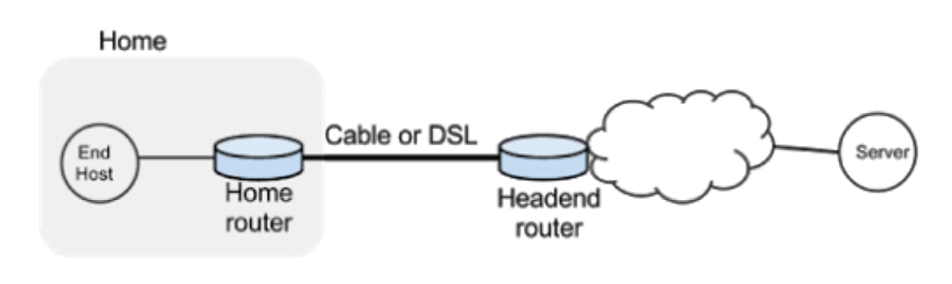 Home
End
Host
Home
router
Cable or DSL
Headend
router
Server